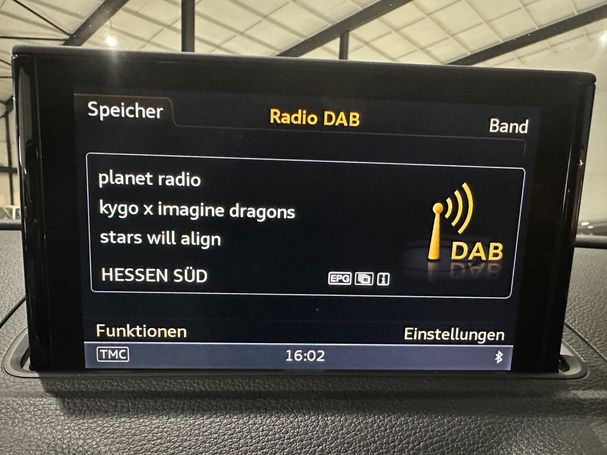 Speicher
Radio DAB
Band
planet radio
kygo x imagine dragons
stars will align
DAB
HESSEN SÜD
EPG
i
Funktionen
Einstellungen
TMC
16:02